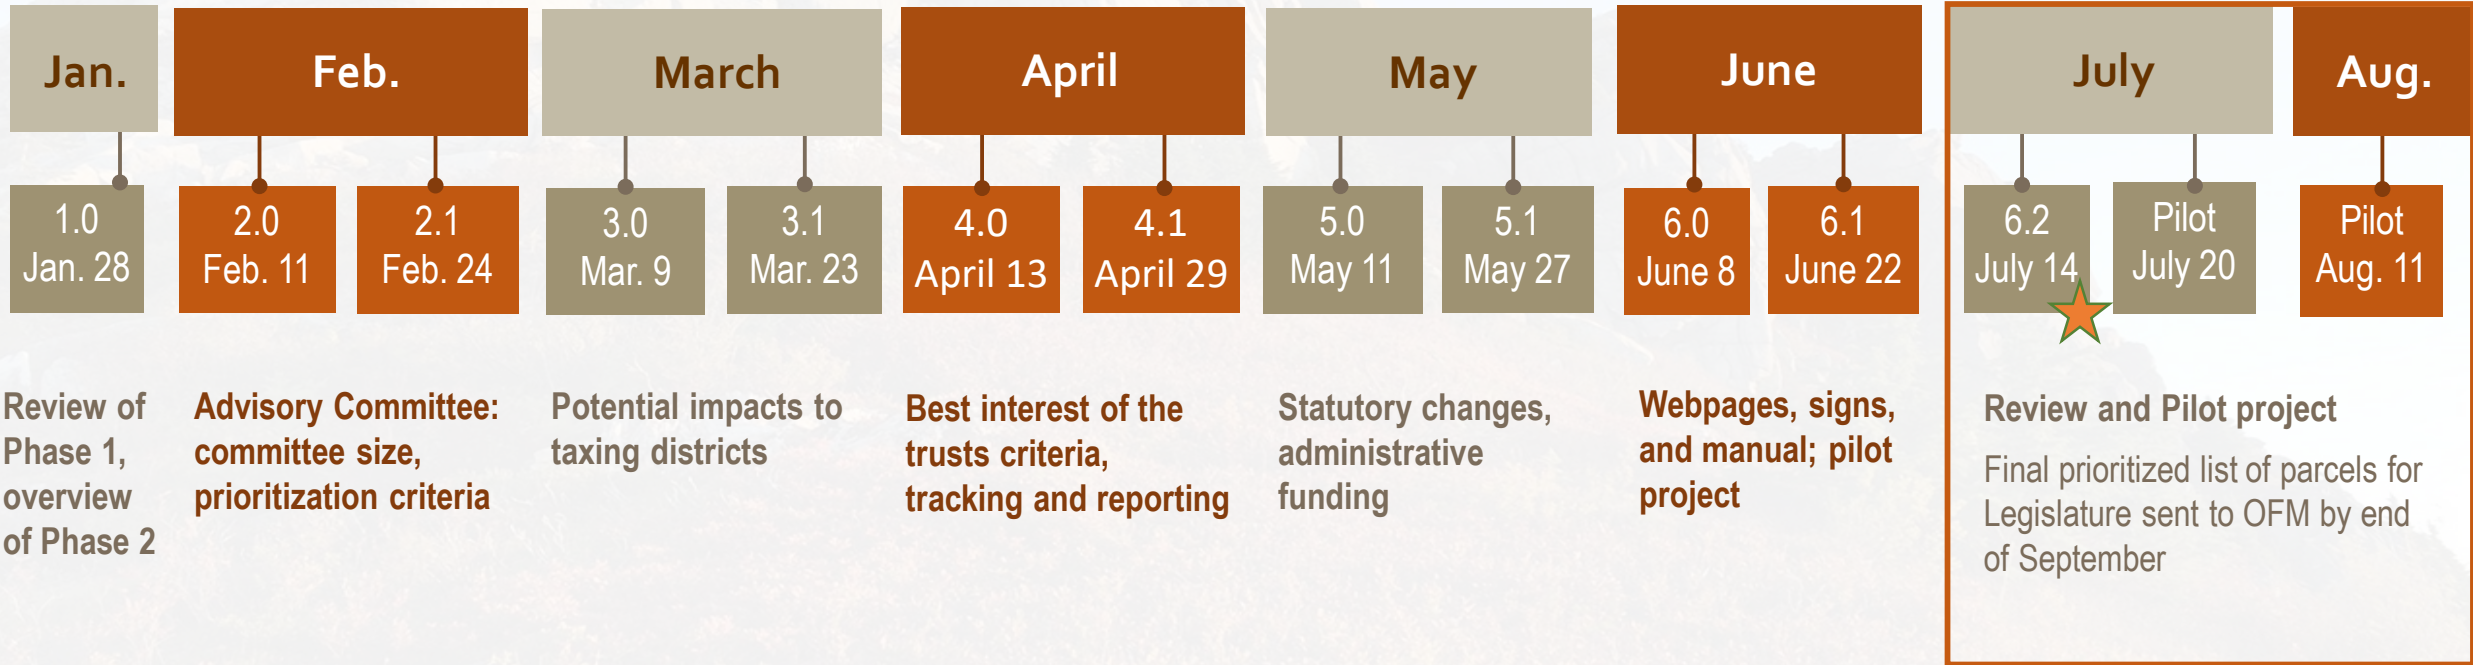 Jan.
Feb.
March
April
May
June
July
Aug.
1.0
Jan. 28
2.0
Feb. 11
2.1
Feb. 24
3.0
Mar. 9
3.1
Mar. 23
4.0
April 13
4.1
April 29
5.0
May 11
5.1
May 27
6.0
June 8
6.1
June 22
6.2
July 14
Pilot
July 20
Pilot
Aug. 11
Review of
Phase 1,
overview
of Phase 2
Advisory Committee:
committee size,
prioritization criteria
Potential impacts to
taxing districts
Best interest of the
trusts criteria,
tracking and reporting
Statutory changes,
administrative
funding
Webpages, signs,
and manual; pilot
project
Review and Pilot project
Final prioritized list of parcels for
Legislature sent to OFM by end
of September